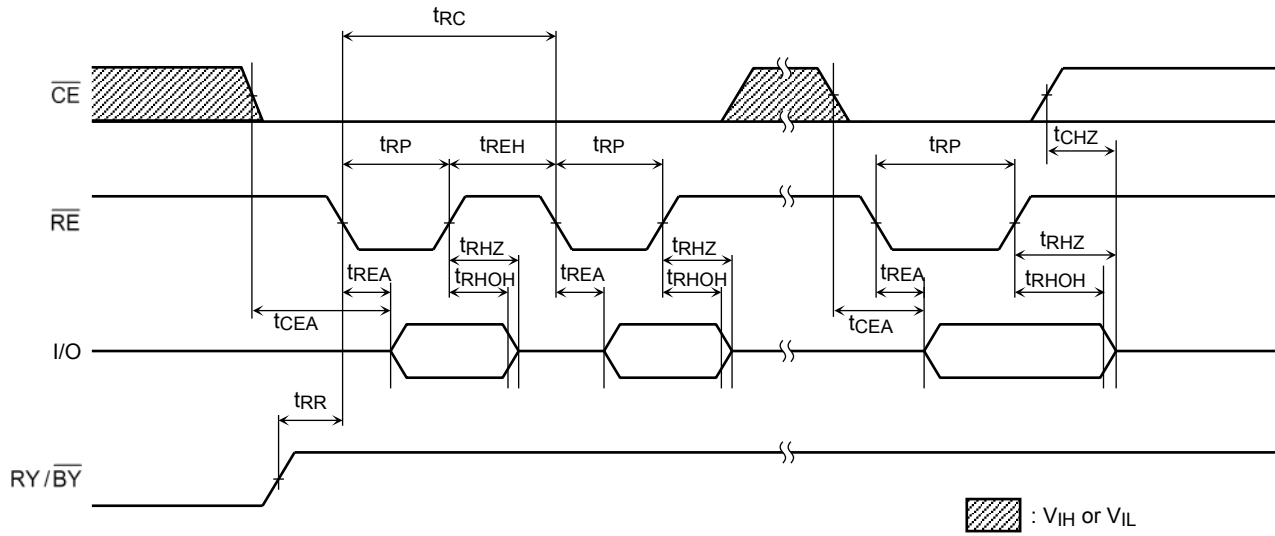 tRC
CE
tCHZ
tRP tREH tRP tRP
RE
tRHZ tRHZ tRHZ
tREA tRHOH tREA tRHOH tREA tRHOH
tCEA tCEA
I/O
tRR
RY/BY
: VIH or VIL